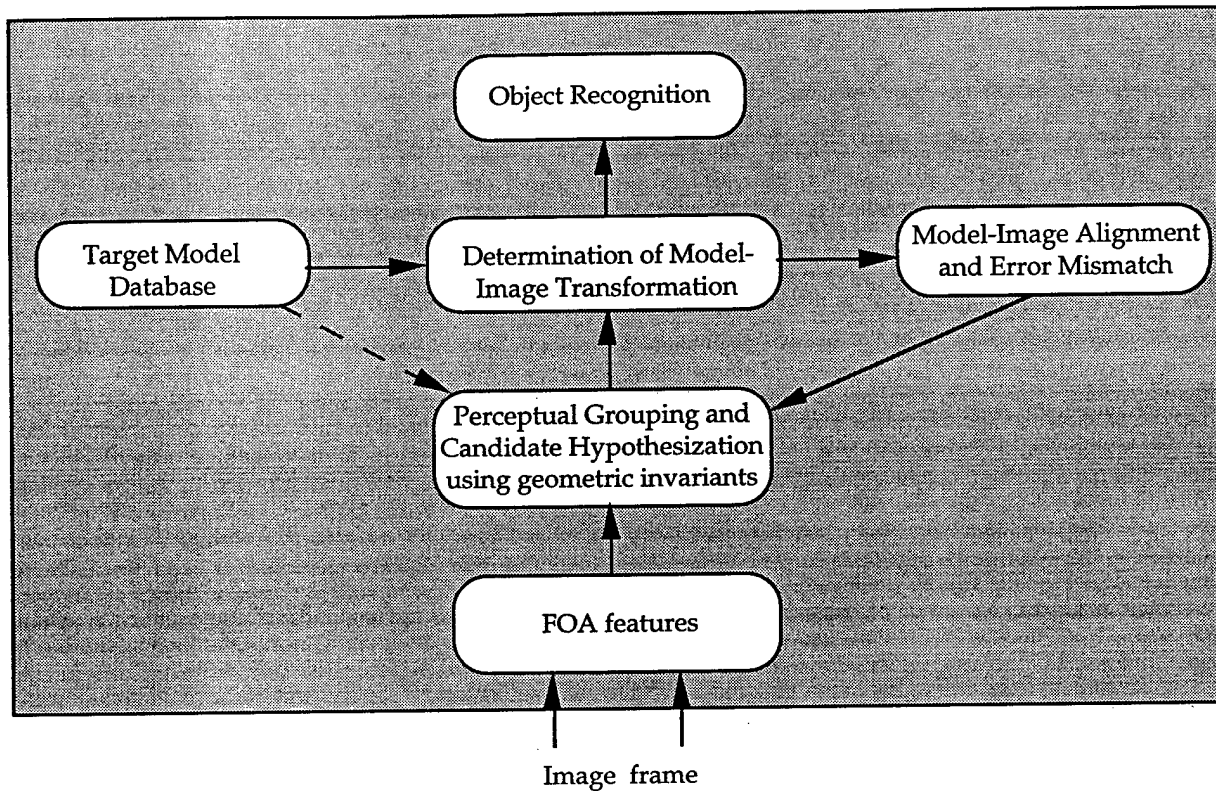 Object Recognition
Target Model
Database
Determination of Model-
Image Transformation
Model-Image Alignment
and Error Mismatch
Perceptual Grouping and
Candidate Hypothesization
using geometric invariants
FOA features
Image frame